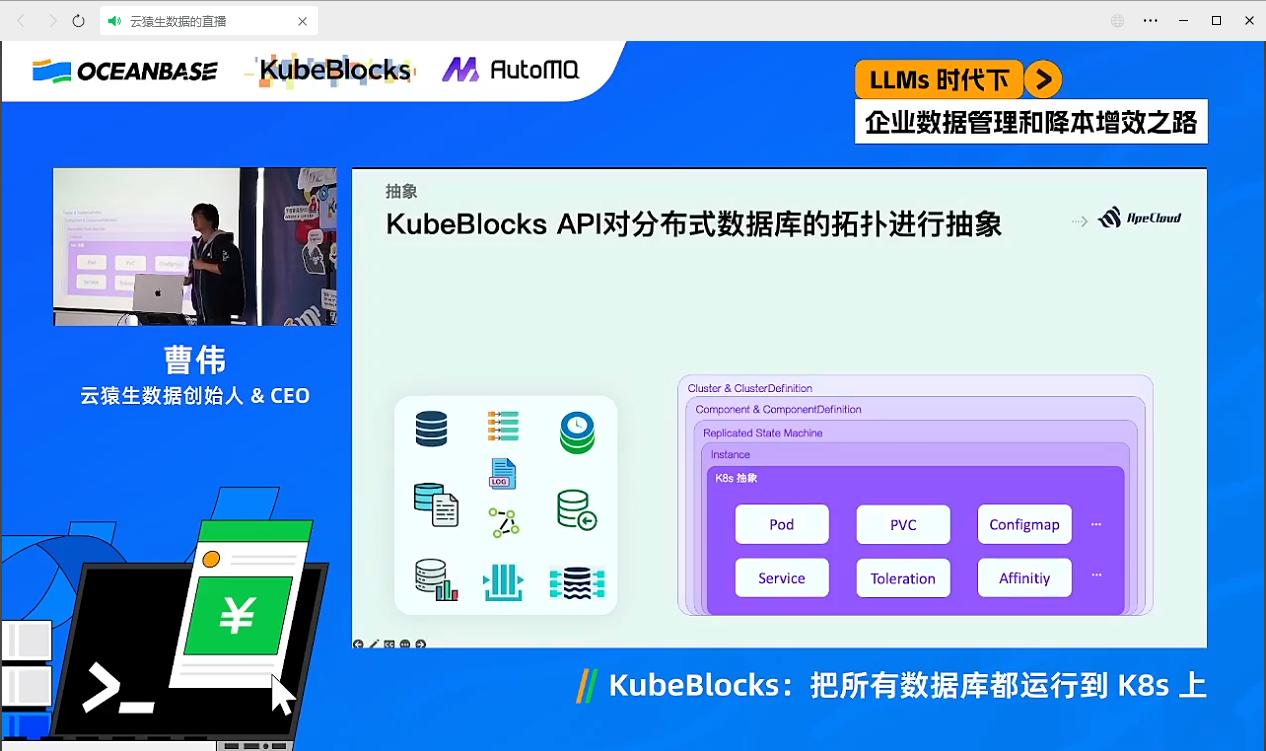 云猿生数据的直播
OCEANBASE
KubeBlocks
AutoMQ
LLMs 时代下
企业数据管理和降本增效之路
抽象
KubeBlocks API对分布式数据库的拓扑进行抽象
ApeCloud
曹伟
云猿生数据创始人 & CEO
Cluster & ClusterDefinition
Component & ComponentDefinition
Replicated State Machine
Instance
K8s 抽象
Pod
PVC
Configmap
...
Service
Toleration
Affinitiy
...
LOG
¥
>_
KubeBlocks：把所有数据库都运行到 K8s 上